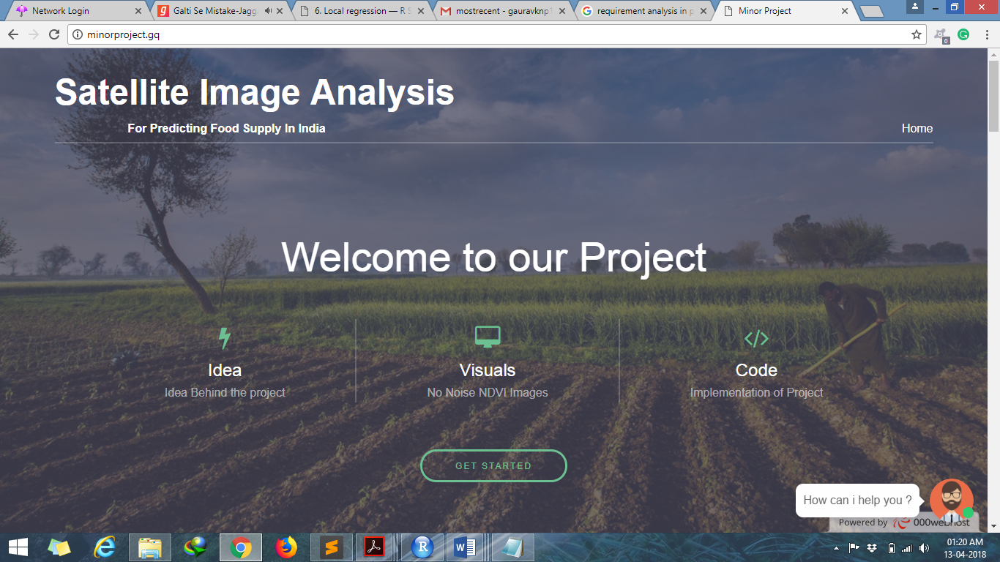 Network Login
Galti Se Mistake-Jagg
6. Local regression — R S
mostrecent - gauravknp1
requirement analysis in p
Minor Project
minorproject.gq
0
Satellite Image Analysis
For Predicting Food Supply In India
Home
Welcome to our Project
Idea
Visuals
Code
Idea Behind the project
No Noise NDVI Images
Implementation of Project
GET STARTED
How can i help you ?
Powered by 000webhost
01:20 AM
13-04-2018